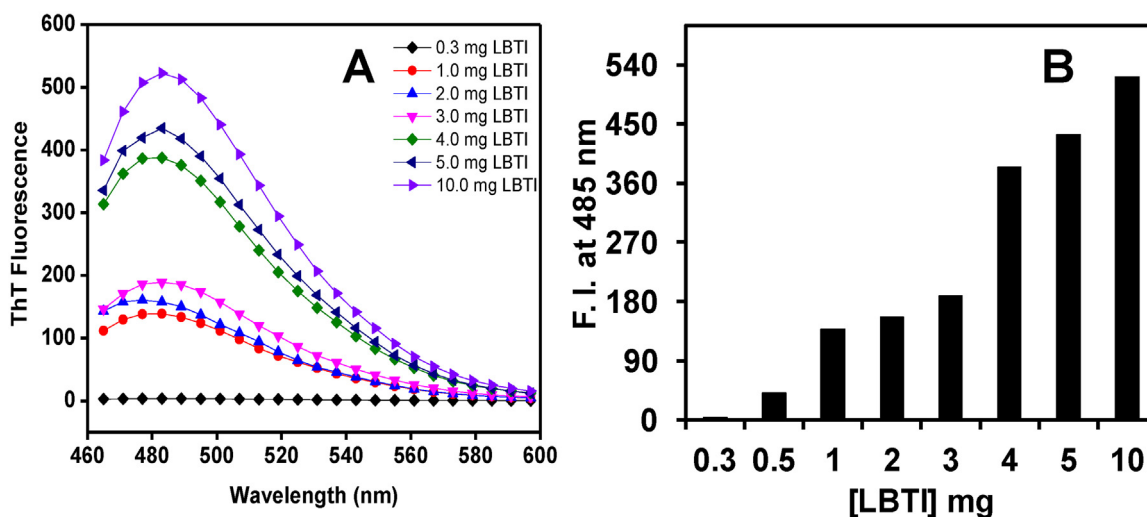 A
ThT Fluorescence
600
500
400
300
200
100
0
0.3 mg LBTI
1.0 mg LBTI
2.0 mg LBTI
3.0 mg LBTI
4.0 mg LBTI
5.0 mg LBTI
10.0 mg LBTI
460 480 500 520 540 560 580 600
Wavelength (nm)
B
F. I. at 485 nm
540
450
360
270
180
90
0
0.3 0.5 1 2 3 4 5 10
[LBTI] mg